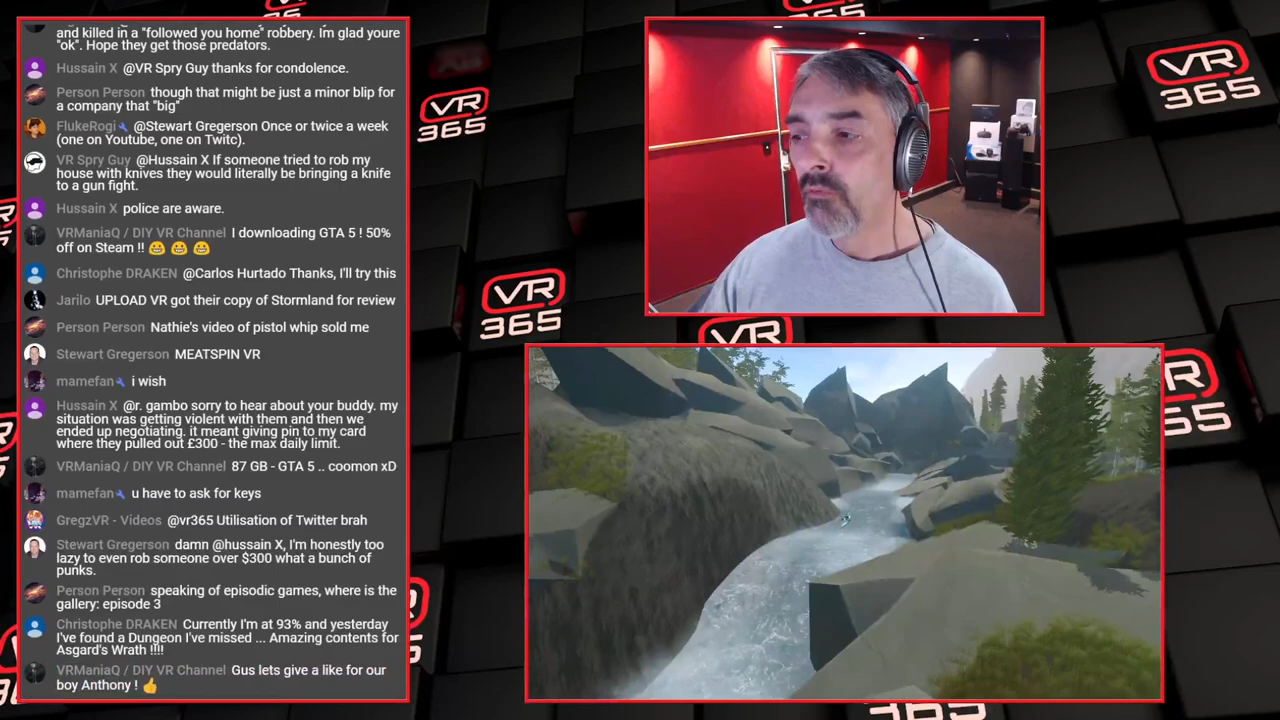 and killed in a "followed you home" robbery. Im glad youre
"ok". Hope they get those predators.
Hussain X @VR Spry Guy thanks for condolence.
Person Person though that might be just a minor blip for
a company that "big"
FlukeRogi @Stewart Gregerson Once or twice a week
(one on Youtube, one on Twitc).
VR Spry Guy @Hussain X If someone tried to rob my
house with knives they would literally be bringing a knife
to a gun fight.
Hussain X police are aware.
VRManiaQ / DIY VR Channel I downloading GTA 5 ! 50%
off on Steam !! 😀 😀 😀
Christophe DRAKEN @Carlos Hurtado Thanks, I'll try this
Jarilo UPLOAD VR got their copy of Stormland for review
Person Person Nathie's video of pistol whip sold me
Stewart Gregerson MEATSPIN VR
mamefan i wish
Hussain X @r. gambo sorry to hear about your buddy. my
situation was getting violent with them and then we
ended up negotiating. it meant giving pin to my card
where they pulled out £300 - the max daily limit.
VRManiaQ / DIY VR Channel 87 GB - GTA 5 .. coomon xD
mamefan u have to ask for keys
GregzVR - Videos @vr365 Utilisation of Twitter brah
Stewart Gregerson damn @hussain X, I'm honestly too
lazy to even rob someone over $300 what a bunch of
punks.
Person Person speaking of episodic games, where is the
gallery: episode 3
Christophe DRAKEN Currently I'm at 93% and yesterday
I've found a Dungeon I've missed ... Amazing contents for
Asgard's Wrath !!!!
VRManiaQ / DIY VR Channel Gus lets give a like for our
boy Anthony ! 👍
365
VR
365
VR
365
VR
365
VR
365